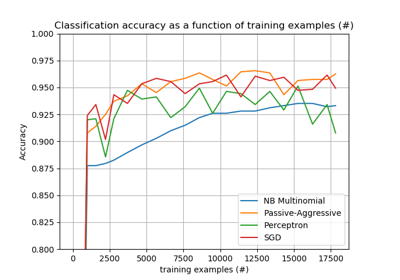 Classification accuracy as a function of training examples (#)
1.000
0.975
0.950
0.925
0.900
0.875
0.850
0.825
0.800
Accuracy
NB Multinomial
Passive-Aggressive
Perceptron
SGD
0 2500 5000 7500 10000 12500 15000 17500
training examples (#)